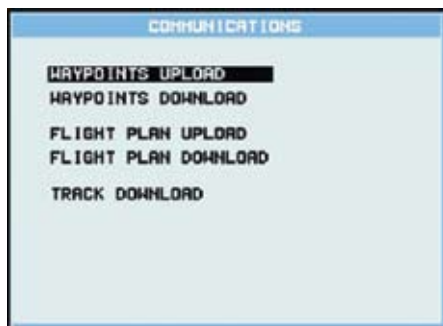 COMMUNICATIONS
WAYPOINTS UPLOAD
WAYPOINTS DOWNLOAD
FLIGHT PLAN UPLOAD
FLIGHT PLAN DOWNLOAD
TRACK DOWNLOAD